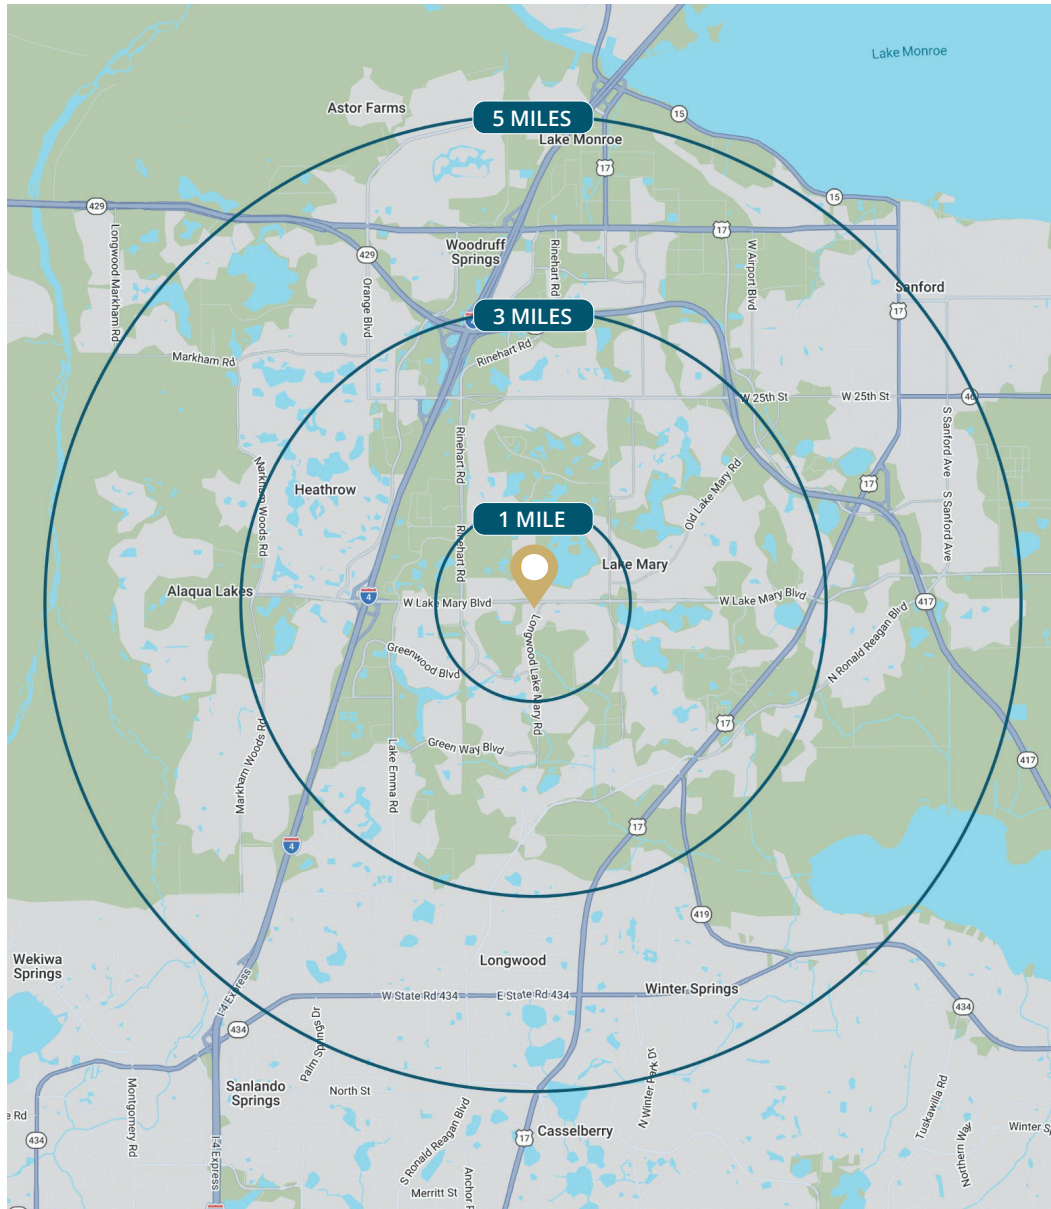 Lake Monroe
Astor Farms
5 MILES
15
Lake Monroe
17
15
429
17
Longwood Markham Rd
Woodruff
Springs
Rinehart Rd
W Airport Blvd
429
Orange Blvd
Sanford
17
3 MILES
Markham Rd
Rinehart Rd
W 25th St
W 25th St
46
S Sanford Ave
Rinehart Rd
Markham Woods Rd
Heathrow
Old Lake Mary Rd
17
S Sanford Ave
1 MILE
Rinehart Rd
Lake Mary
Alaqua Lakes
4
W Lake Mary Blvd
W Lake Mary Blvd
417
N Ronald Reagan Blvd
Longwood Lake Mary Rd
Greenwood Blvd
17
Markham Woods Rd
Lake Emma Rd
Green Way Blvd
417
17
4
419
Wekiwa
Springs
Longwood
I-4 Express
W State Rd 434
E State Rd 434
Winter Springs
434
434
Palm Springs Dr
Sanlando
Springs
North St
N Winter Park Dr
Montgomery Rd
S Ronald Reagan Blvd
Tuskawilla Rd
e Rd
434
I-4 Express
17
Casselberry
Northern Way
Winter S
Merritt St
Anchor R